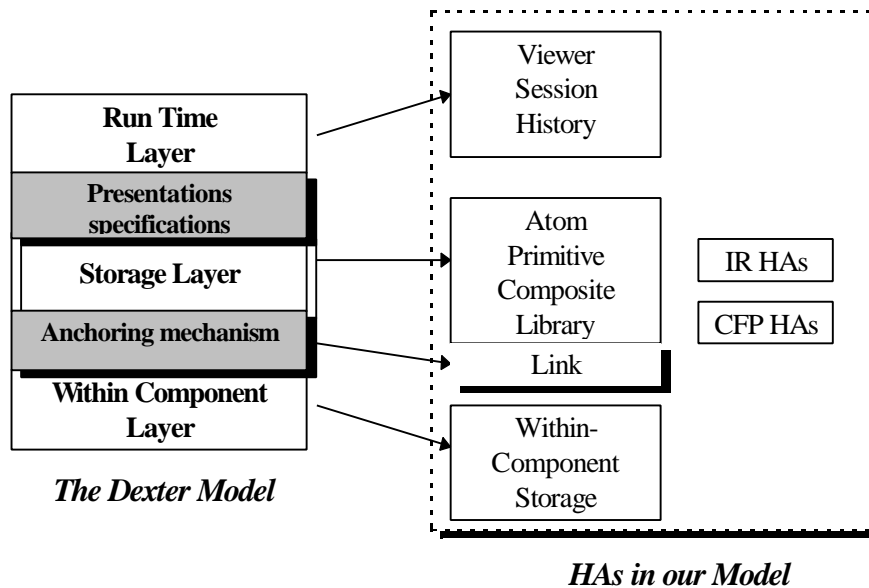 Run Time
Layer
Presentations
specifications
Storage Layer
Anchoring mechanism
Within Component
Layer
The Dexter Model
Viewer
Session
History
Atom
Primitive
Composite
Library
Link
Within-
Component
Storage
IR HAs
CFP HAs
HAs in our Model